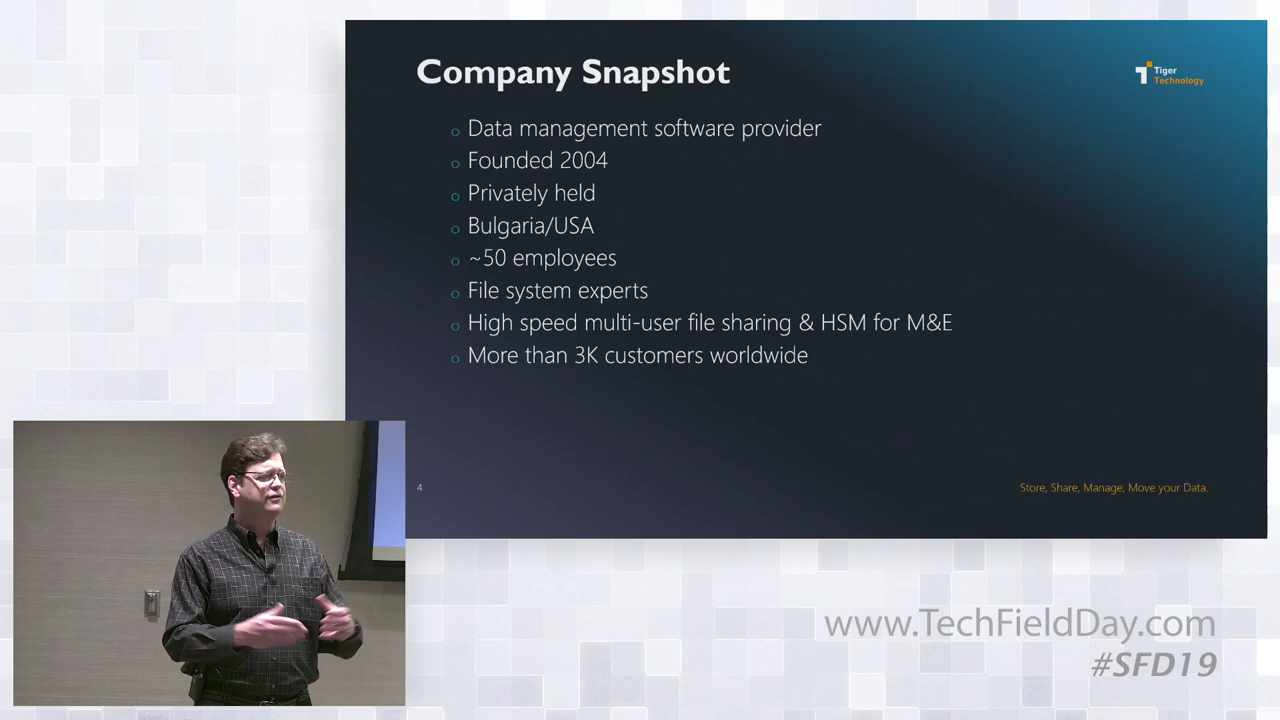 Company Snapshot
Tiger
Technology
Data management software provider
Founded 2004
Privately held
Bulgaria/USA
~50 employees
File system experts
High speed multi-user file sharing & HSM for M&E
More than 3K customers worldwide
4
Store, Share, Manage, Move your Data.
www.TechFieldDay.com
#SFD19